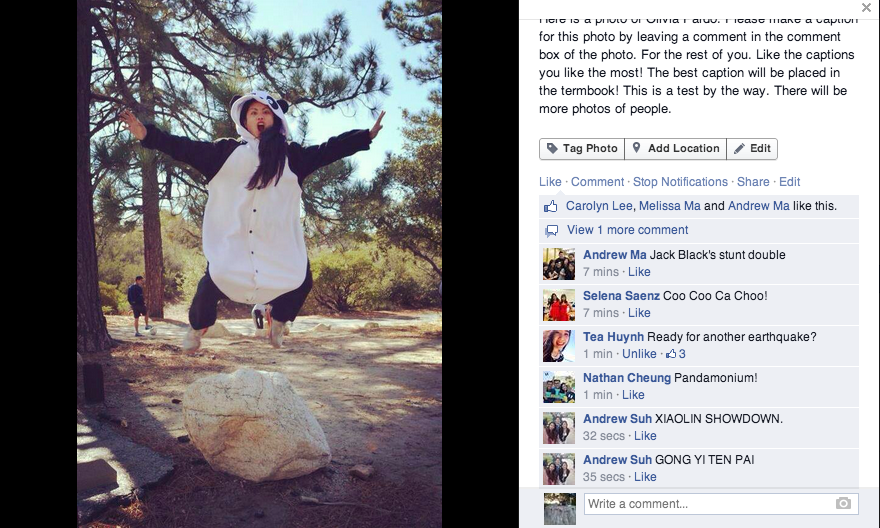 Here is a photo of Olivia Pardo. Please make a caption
for this photo by leaving a comment in the comment
box of the photo. For the rest of you. Like the captions
you like the most! The best caption will be placed in
the termbook! This is a test by the way. There will be
more photos of people.
Tag Photo Add Location Edit
Like · Comment · Stop Notifications · Share · Edit
Carolyn Lee, Melissa Ma and Andrew Ma like this.
View 1 more comment
Andrew Ma Jack Black's stunt double
7 mins · Like
Selena Saenz Coo Coo Ca Choo!
7 mins · Like
Tea Huynh Ready for another earthquake?
1 min · Unlike · 3
Nathan Cheung Pandamonium!
1 min · Like
Andrew Suh XIAOLIN SHOWDOWN.
32 secs · Like
Andrew Suh GONG YI TEN PAI
35 secs · Like
Write a comment...